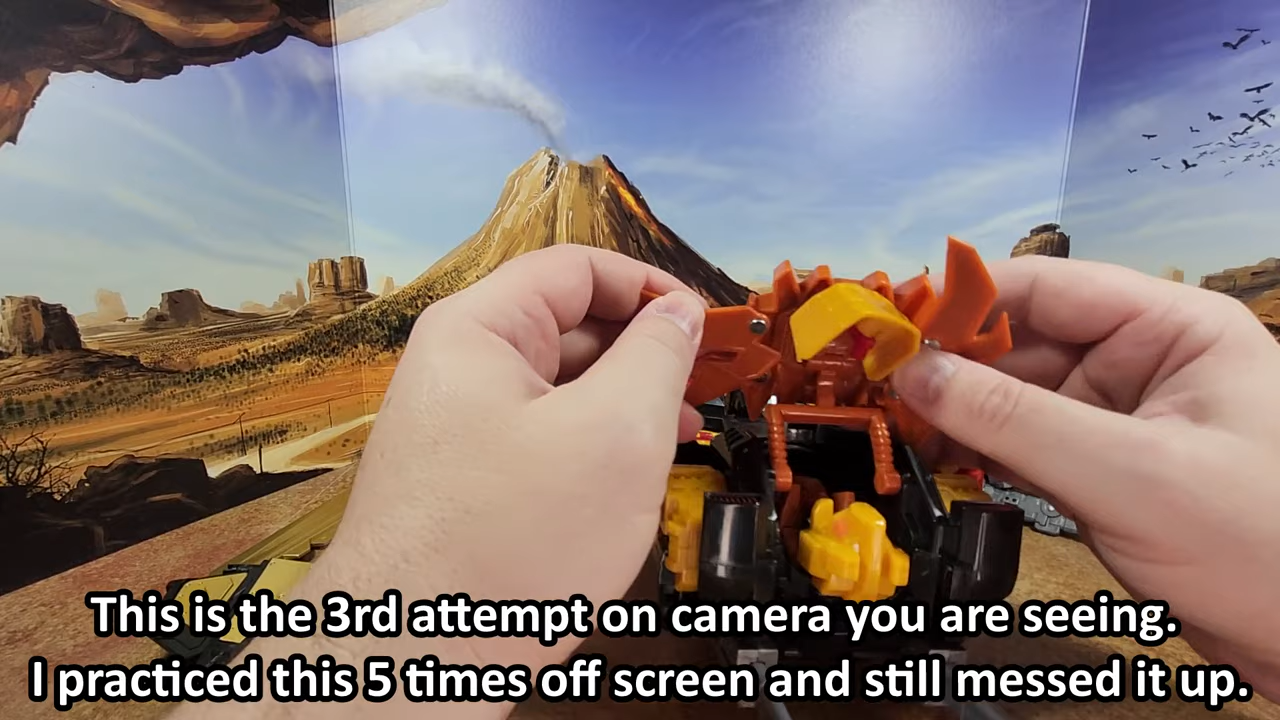 This is the 3rd attempt on camera you are seeing.
I practiced this 5 times off screen and still messed it up.